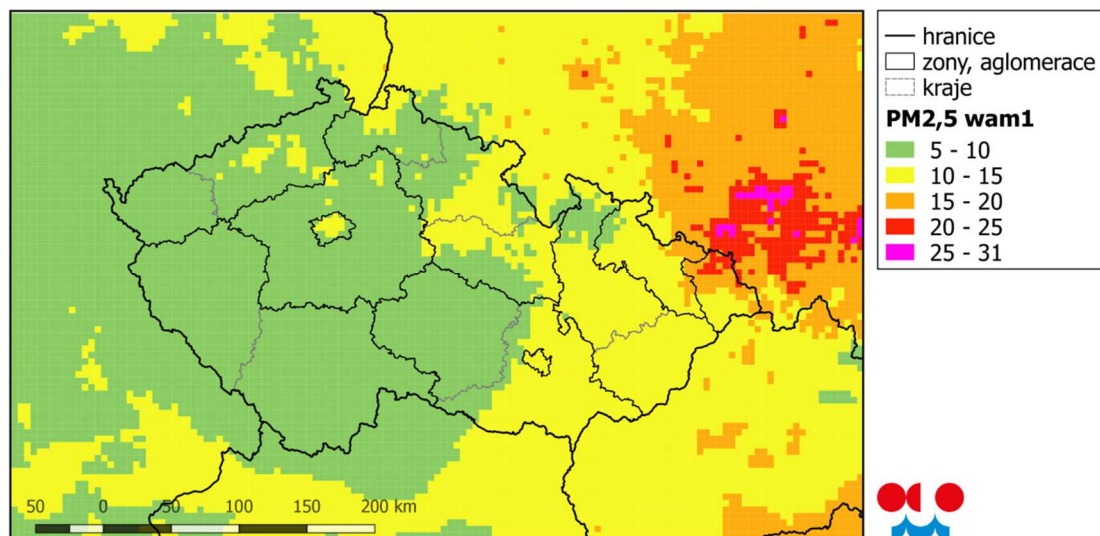 50 0 50 100 150 200 km
hranice
zony, aglomerace
kraje
PM2,5 wam1
5 - 10
10 - 15
15 - 20
20 - 25
25 - 31